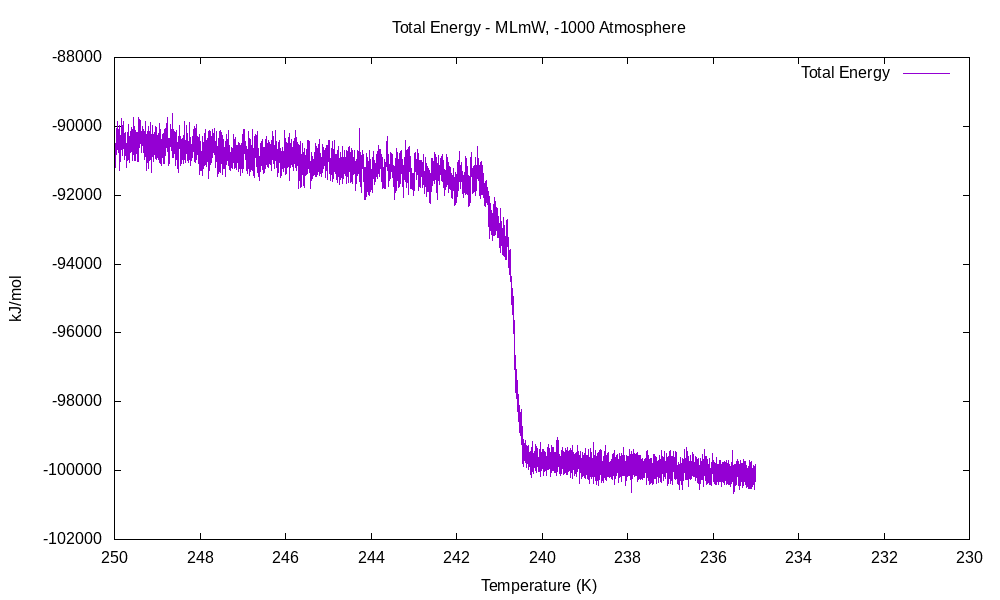 Total Energy - MLmW, -1000 Atmosphere
Total Energy
-88000
-90000
-92000
-94000
-96000
-98000
-100000
-102000
kJ/mol
250 248 246 244 242 240 238 236 234 232 230
Temperature (K)